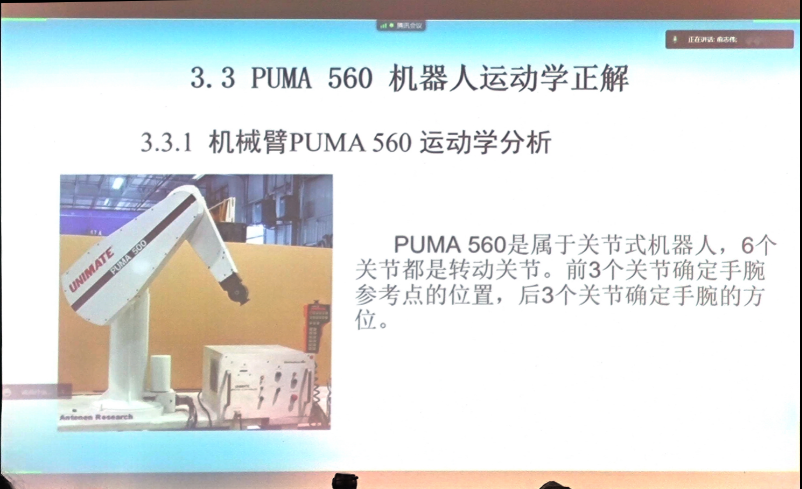 腾讯会议
正在讲话:
3.3 PUMA 560 机器人运动学正解
3.3.1 机械臂PUMA 560 运动学分析
UNIMATE
PUMA 500
Antenen Research
PUMA 560是属于关节式机器人，6个
关节都是转动关节。前3个关节确定手腕
参考点的位置，后3个关节确定手腕的方
位。